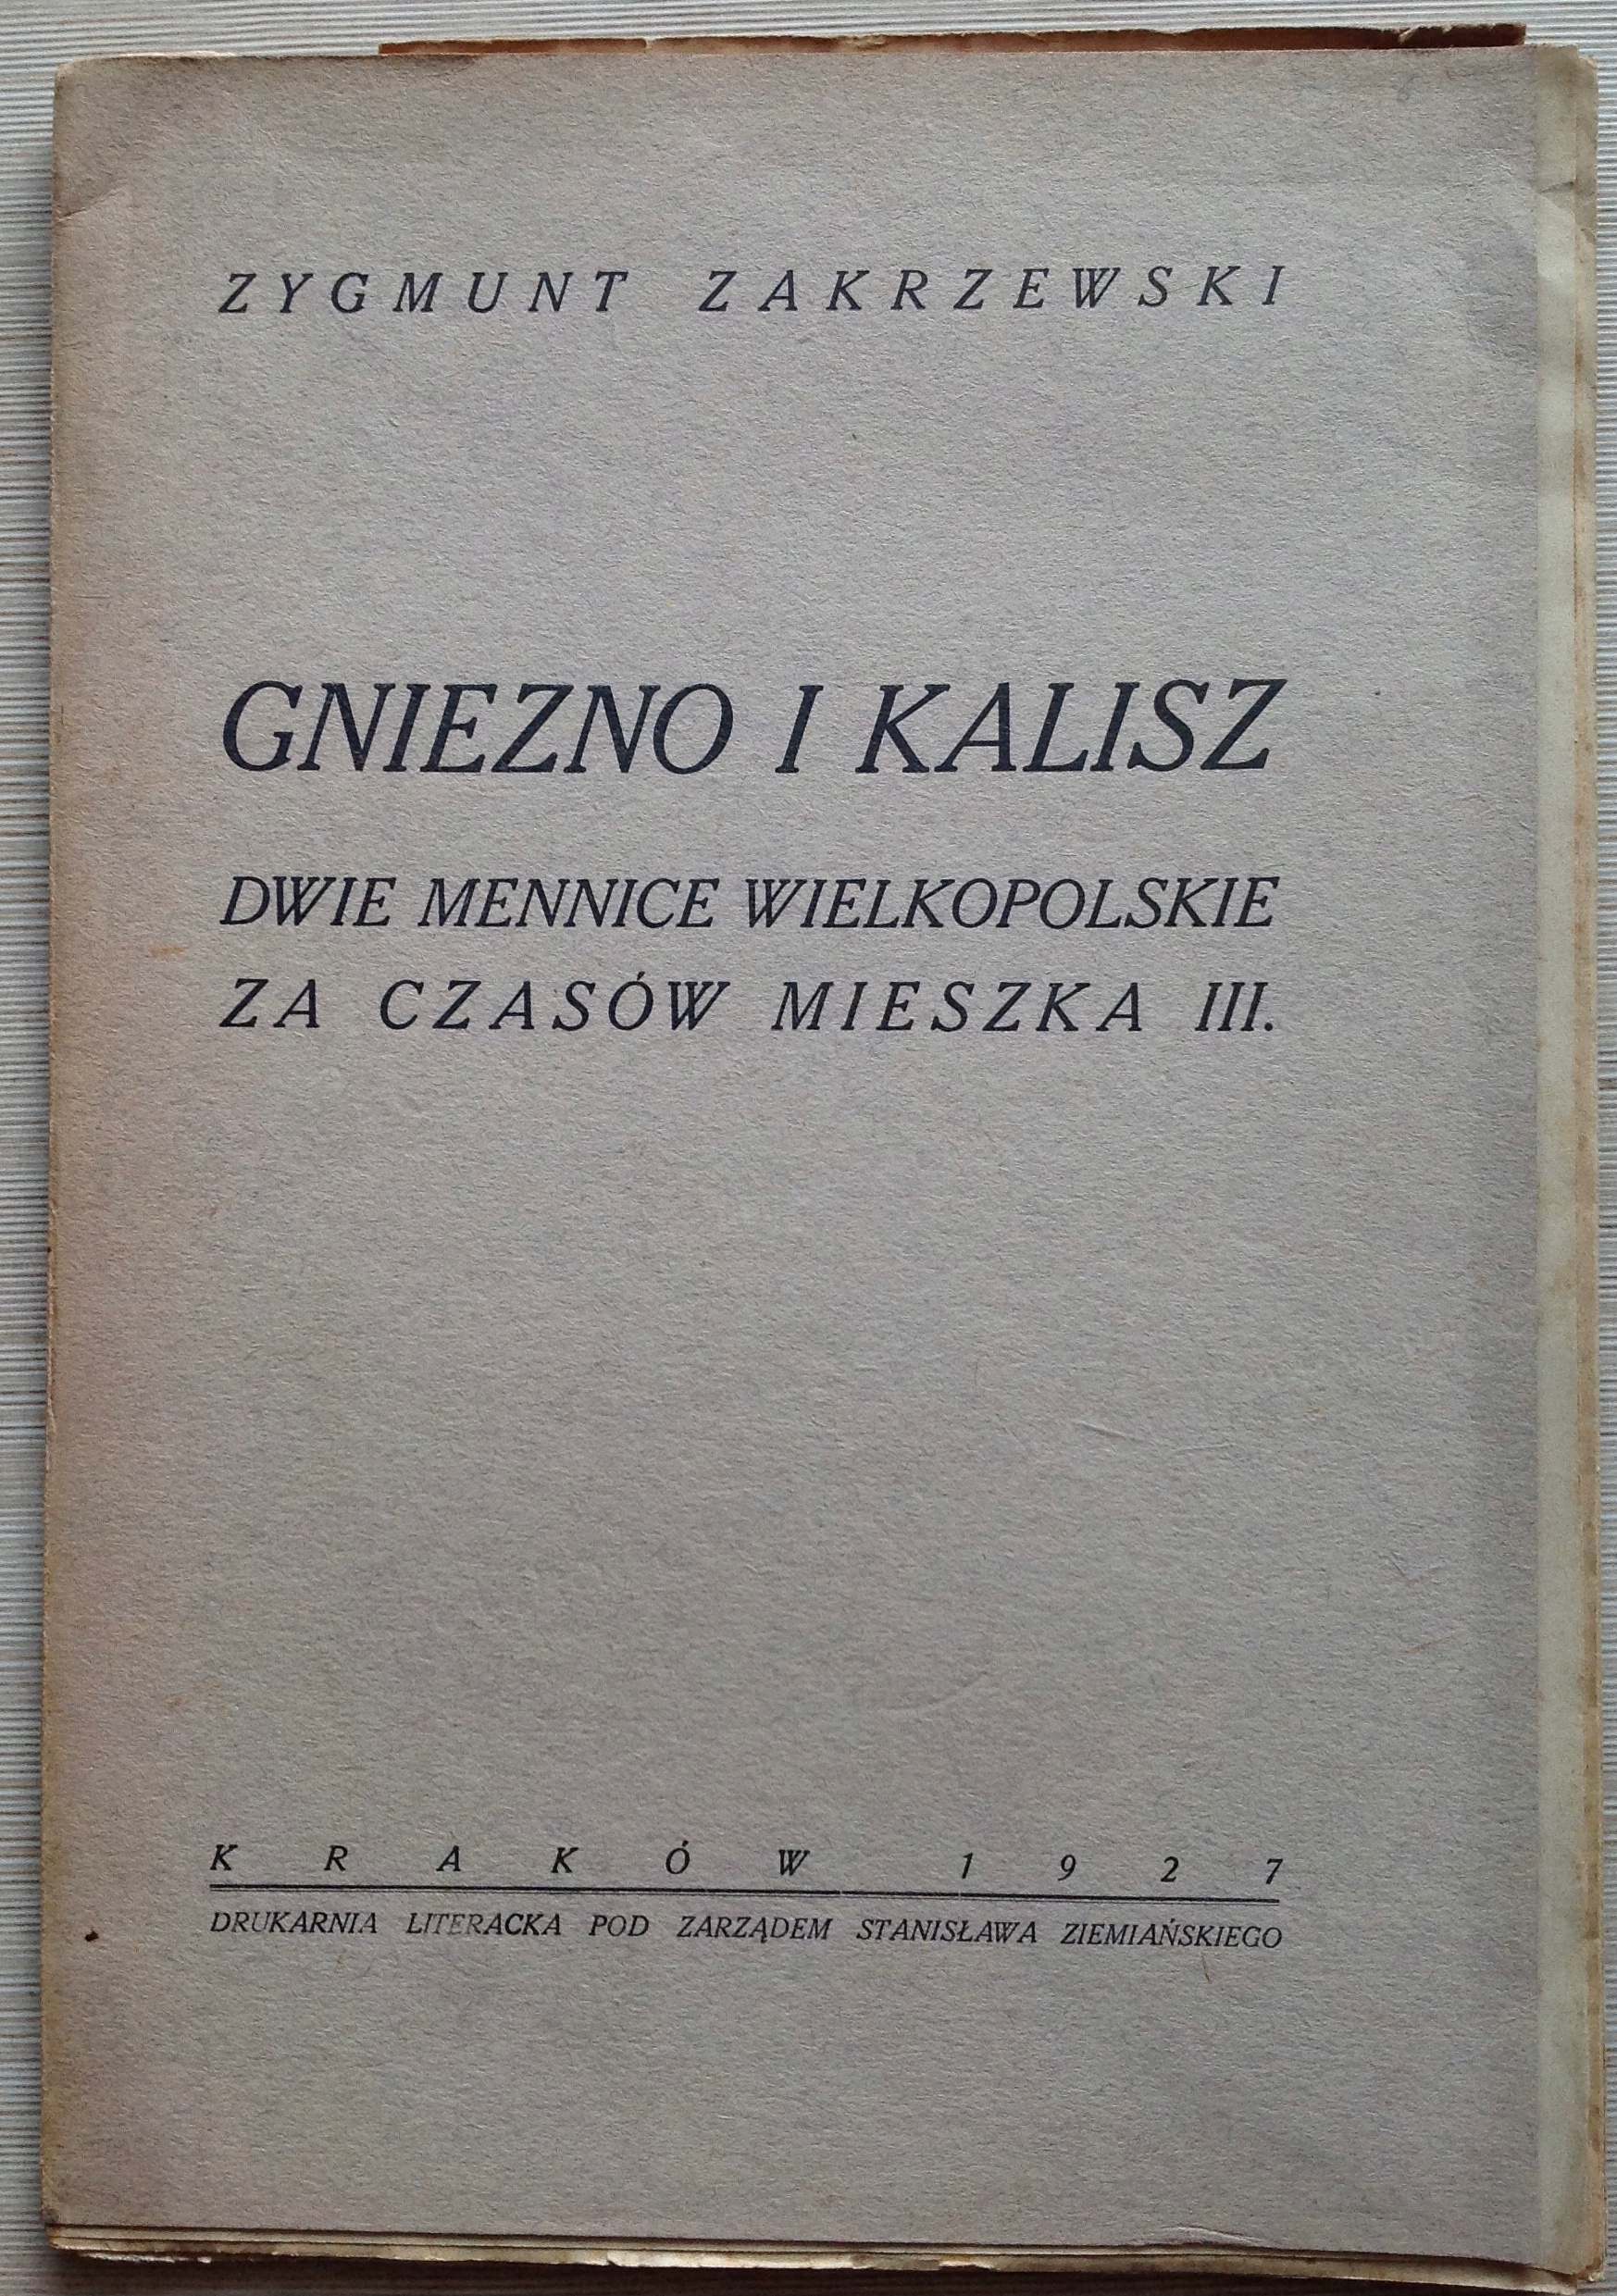 ZYGMUNT ZAKRZEWSKI
GNIEZNO I KALISZ
DWIE MENNICE WIELKOPOLSKIE
ZA CZASÓW MIESZKA III.
KRAKÓW 1927
DRUKARNIA LITERACKA POD ZARZĄDEM STANISŁAWA ZIEMIAŃSKIEGO